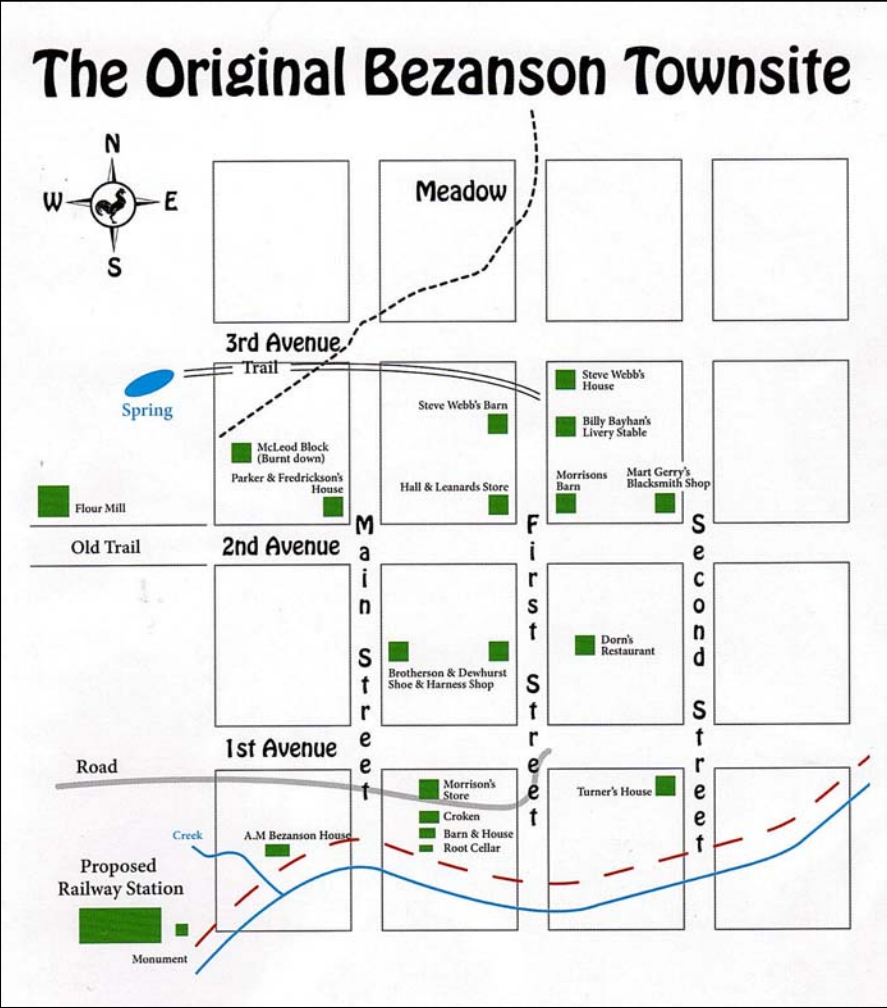 The Original Bezanson Townsite
N
W
E
S
Meadow
3rd Avenue
Trail
Spring
Steve Webb's
House
Steve Webb's Barn
Billy Bayhan's
Livery Stable
McLeod Block
(Burnt down)
Parker & Fredrickson's
House
Hall & Leanards Store
Morrisons
Barn
Mart Gerry's
Blacksmith Shop
Flour Mill
Old Trail
2nd Avenue
Main Street
First Street
Second Street
Dorn's
Restaurant
Brotherson & Dewhurst
Shoe & Harness Shop
1st Avenue
Road
Morrison's
Store
Turner's House
Croken
Barn & House
Root Cellar
Creek
A.M Bezanson House
Proposed
Railway Station
Monument